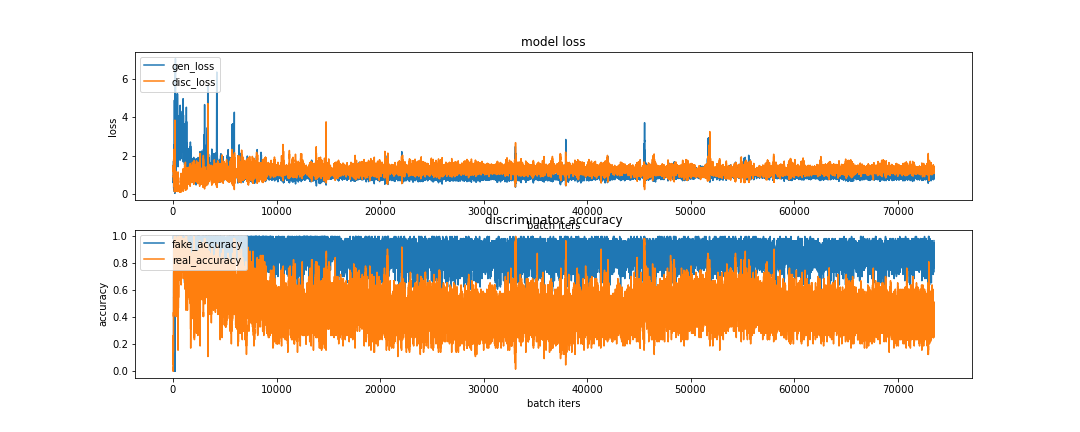 model loss
gen_loss
disc_loss
loss
6
4
2
0
0 10000 20000 30000 40000 50000 60000 70000
batch iters
discriminator accuracy
fake_accuracy
real_accuracy
accuracy
1.0
0.8
0.6
0.4
0.2
0.0
0 10000 20000 30000 40000 50000 60000 70000
batch iters